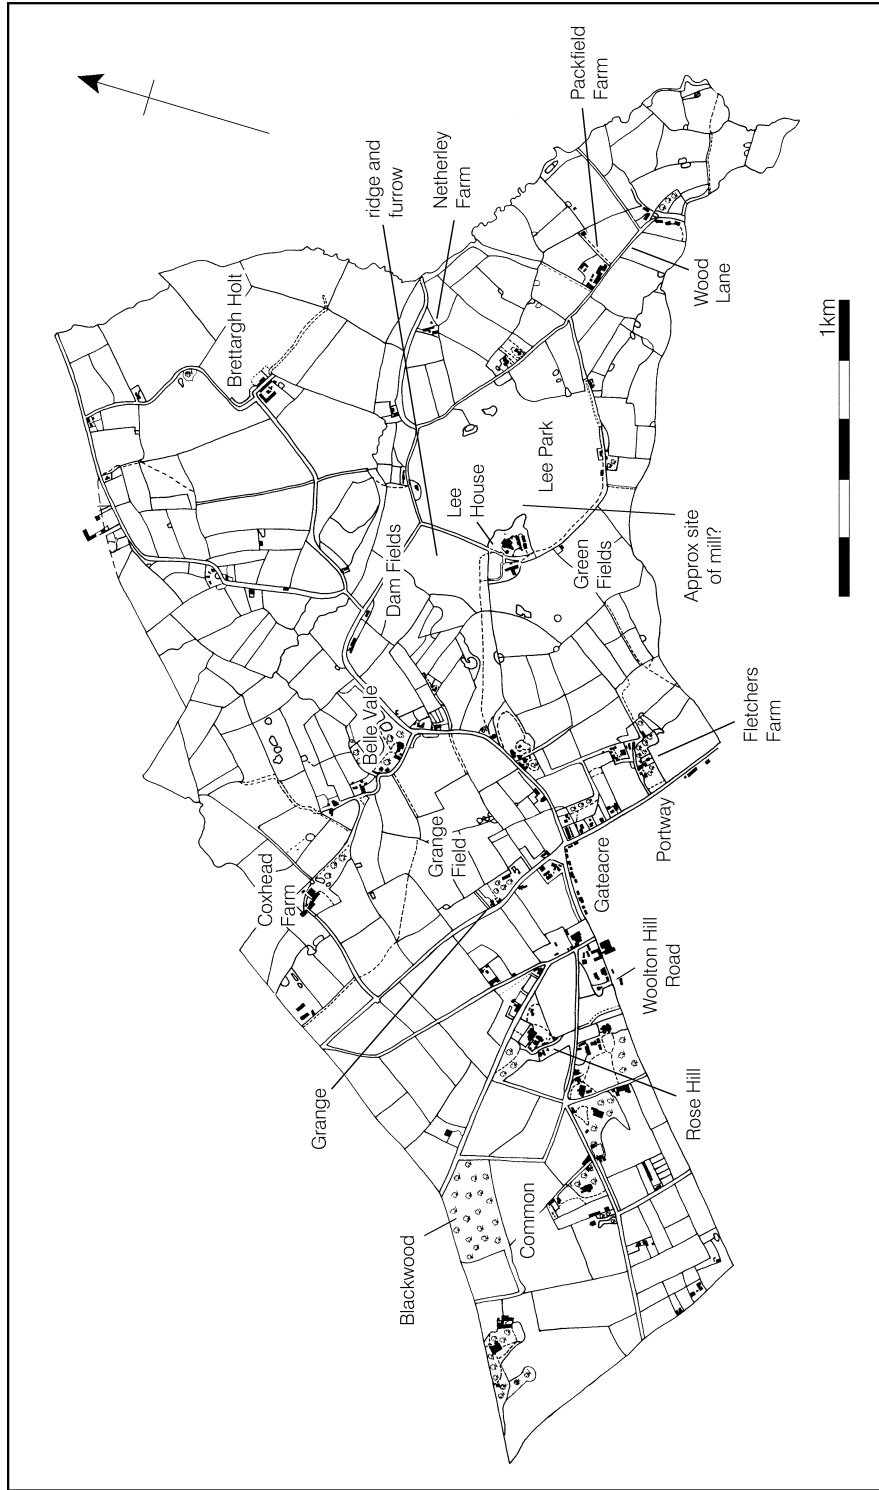 Blackwood
Common
Rose Hill
Grange
Woolton Hill
Road
Gateacre
Coxhead
Farm
Grange
Field
Portway
Belle Vale
Fletchers
Farm
Dam Fields
Green
Fields
Lee
House
Approx site
of mill?
Lee Park
Brettargh Holt
ridge and
furrow
Netherley
Farm
Wood
Lane
Packfield
Farm
1km